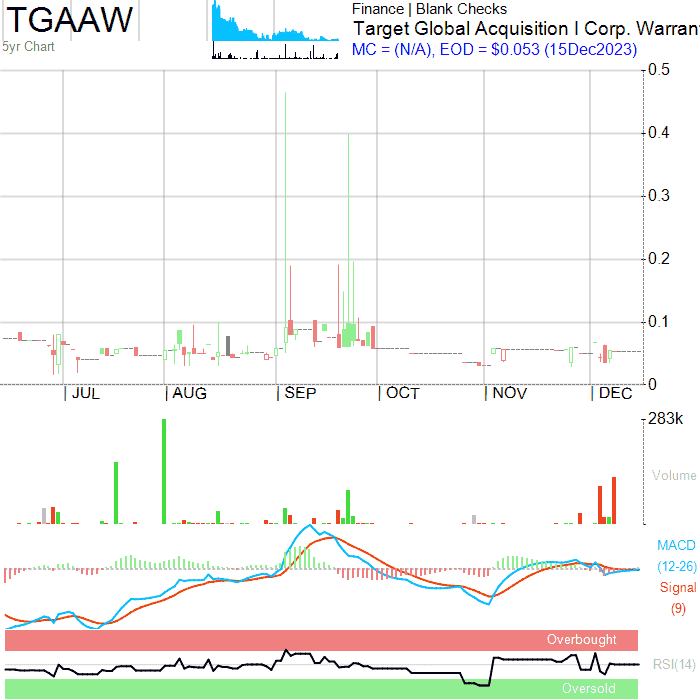 TGAAW
5yr Chart
Finance | Blank Checks
Target Global Acquisition I Corp. Warrant
MC = (N/A), EOD = $0.053 (15Dec2023)
0.5
0.4
0.3
0.2
0.1
0
JUL AUG SEP OCT NOV DEC
283k
Volume
MACD
(12-26)
Signal
(9)
Overbought
RSI(14)
Oversold